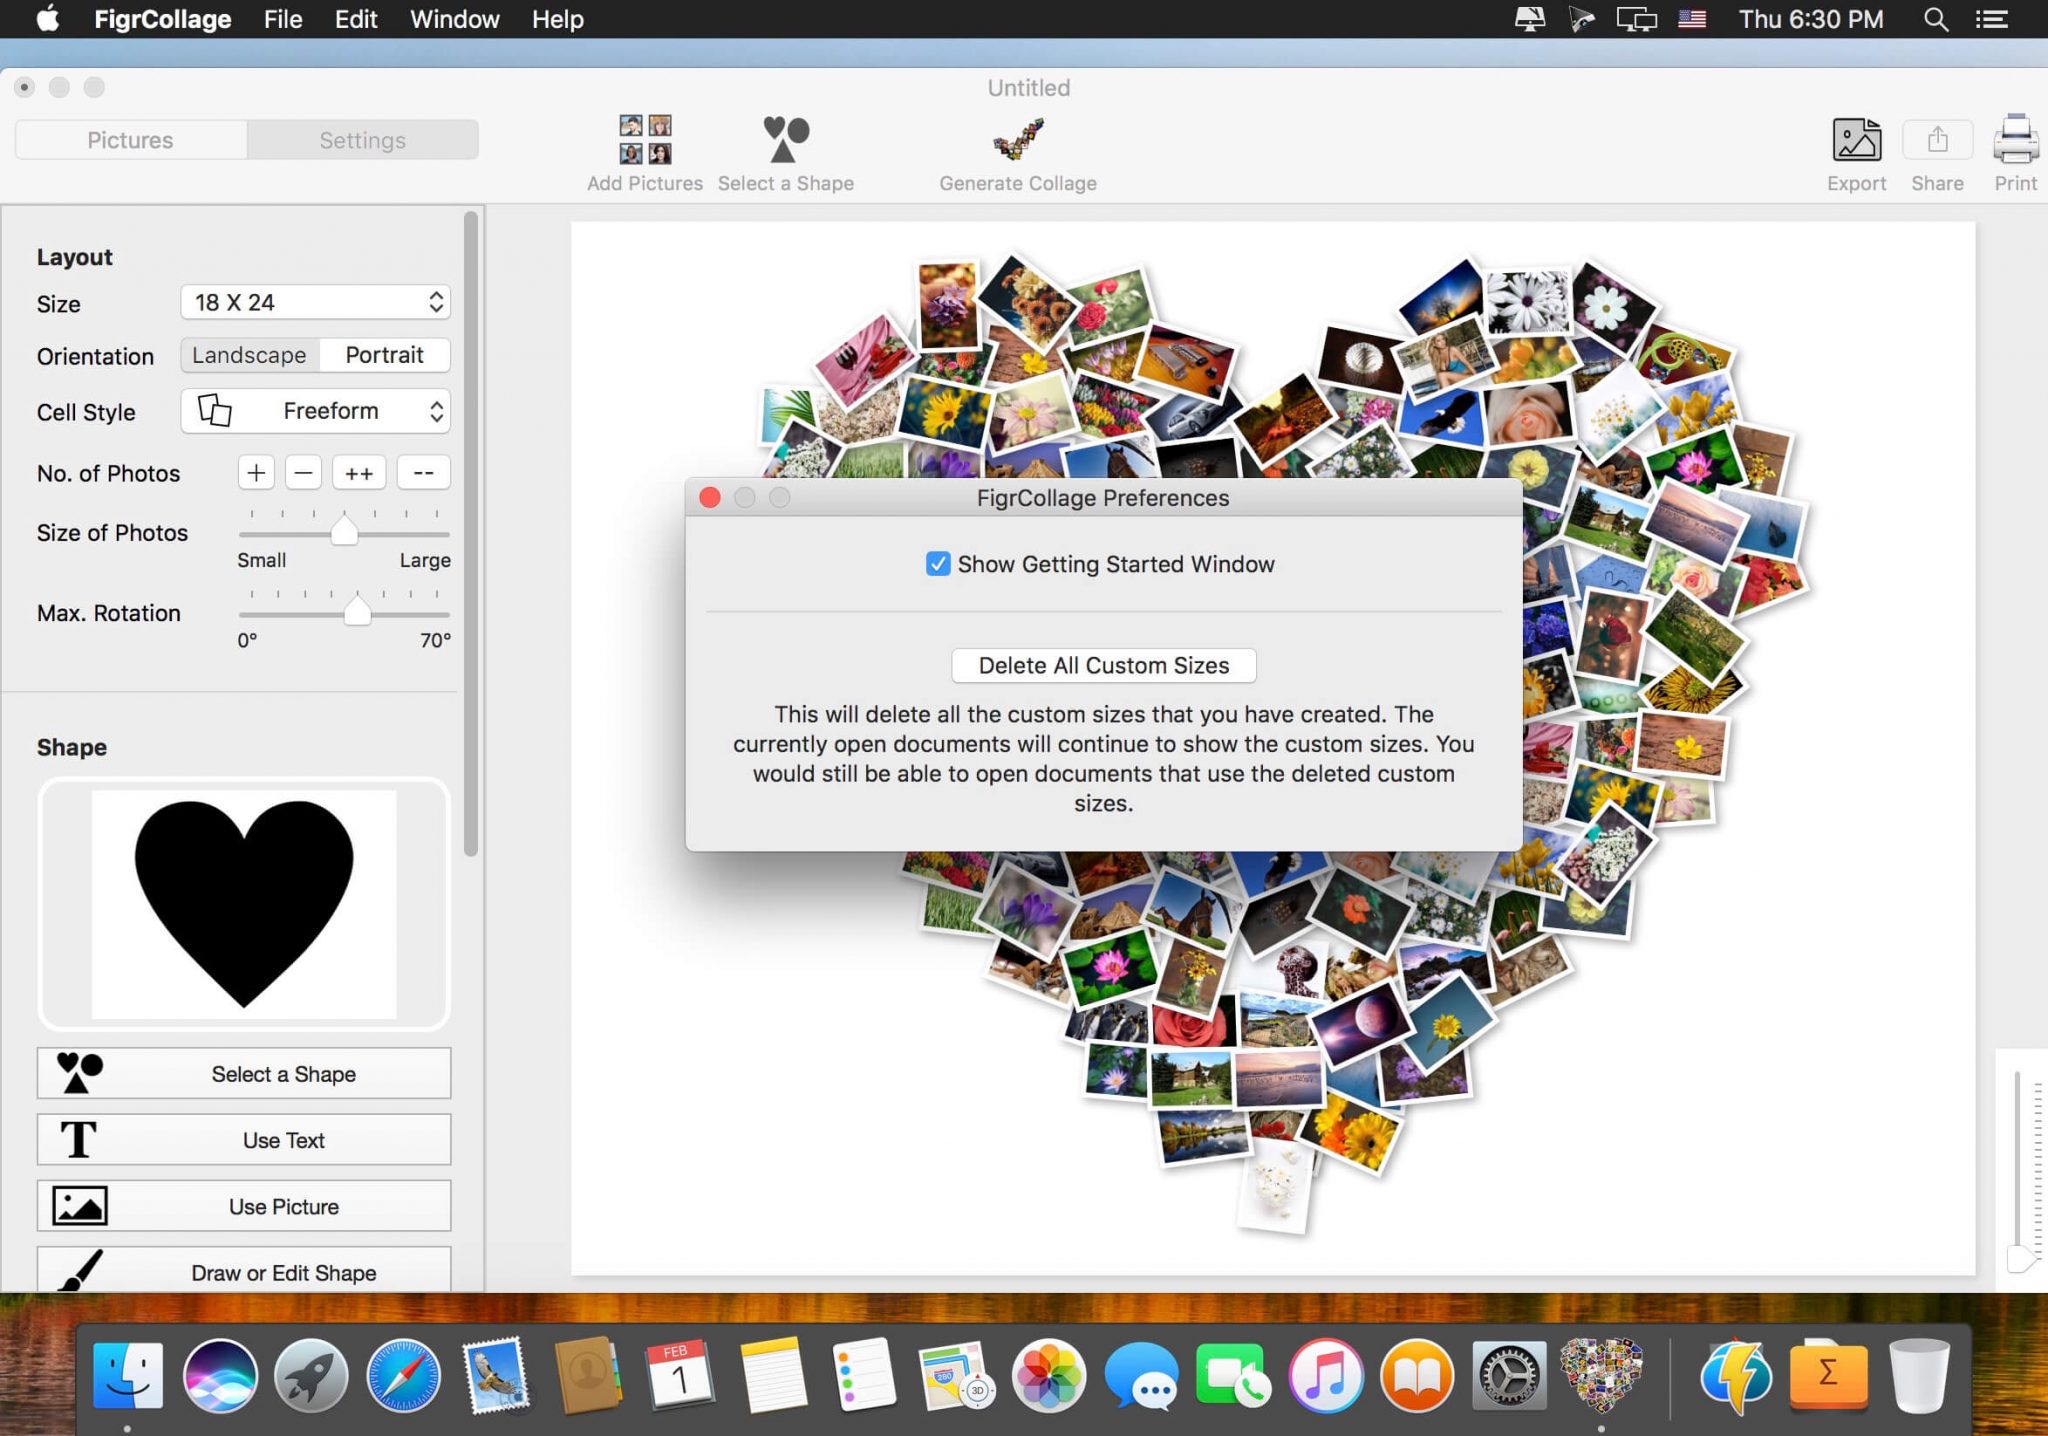 FigrCollage File Edit Window Help Thu 6:30 PM
Untitled
Pictures Settings
Add Pictures Select a Shape Generate Collage Export Share Print
Layout
Size 18 X 24
Orientation Landscape Portrait
Cell Style Freeform
No. of Photos + − ++ --
Size of Photos
Small Large
Max. Rotation
0° 70°
Shape
Select a Shape
T Use Text
Use Picture
Draw or Edit Shape
FigrCollage Preferences
Show Getting Started Window
Delete All Custom Sizes
This will delete all the custom sizes that you have created. The
currently open documents will continue to show the custom sizes. You
would still be able to open documents that use the deleted custom
sizes.
FEB
1
280
3D
Σ